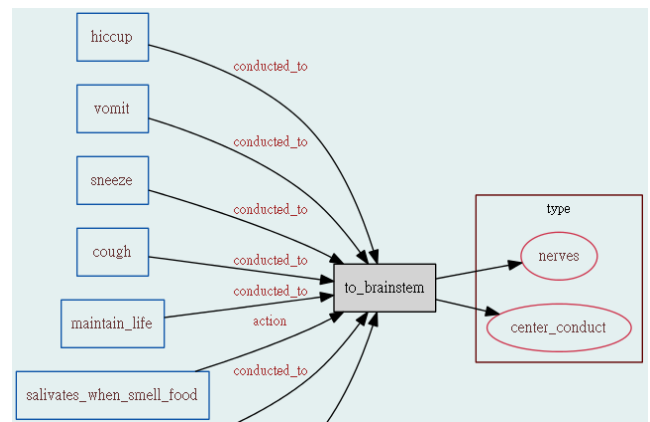 hiccup
conducted_to
vomit
conducted_to
sneeze
conducted_to
type
cough
conducted_to
nerves
to_brainstem
conducted_to
maintain_life
action
center_conduct
conducted_to
salivates_when_smell_food